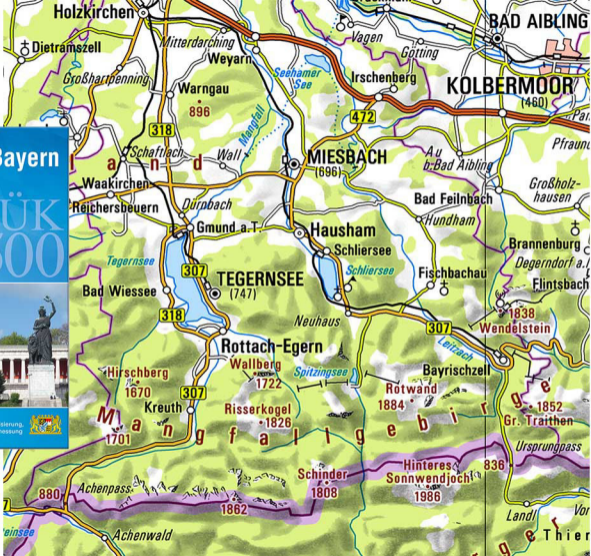 Holzkirchen
BAD AIBLING
Dietramszell
Mitterdarching
Vagen
Götting
Weyarn
Seehamer
See
Irschenberg
KOLBERMOOR
(460)
Großhartpenning
Warngau
896
Mangfall
472
318
Bayern
Schaftlach
Wall
MIESBACH
(696)
Au
b.Bad Aibling
l a n d
Waakirchen
Reichersbeuern
Dürnbach
Bad Feilnbach
Großholz-
hausen
Hundham
ÜK
500
Gmund a.T.
Hausham
Schliersee
Brannenburg
Degerndorf a.I
Tegernsee
307
Schliersee
Fischbachau
Flintsbach
Bad Wiessee
TEGERNSEE
(747)
318
Neuhaus
307
1838
Wendelstein
Leitzach
Rottach-Egern
Wallberg
1722
Spitzingsee
Bayrischzell
Hirschberg
1670
307
Rotwand
1884
Kreuth
Risserkogel
1826
1852
Gr. Traithen
M a n g f a l l g e b i r g e
1701
Ursprungpass
Schinder
1808
Hinteres
Sonnwendjoch
1986
836
880
Achenpass
1862
Achenwald
Landl
Thier